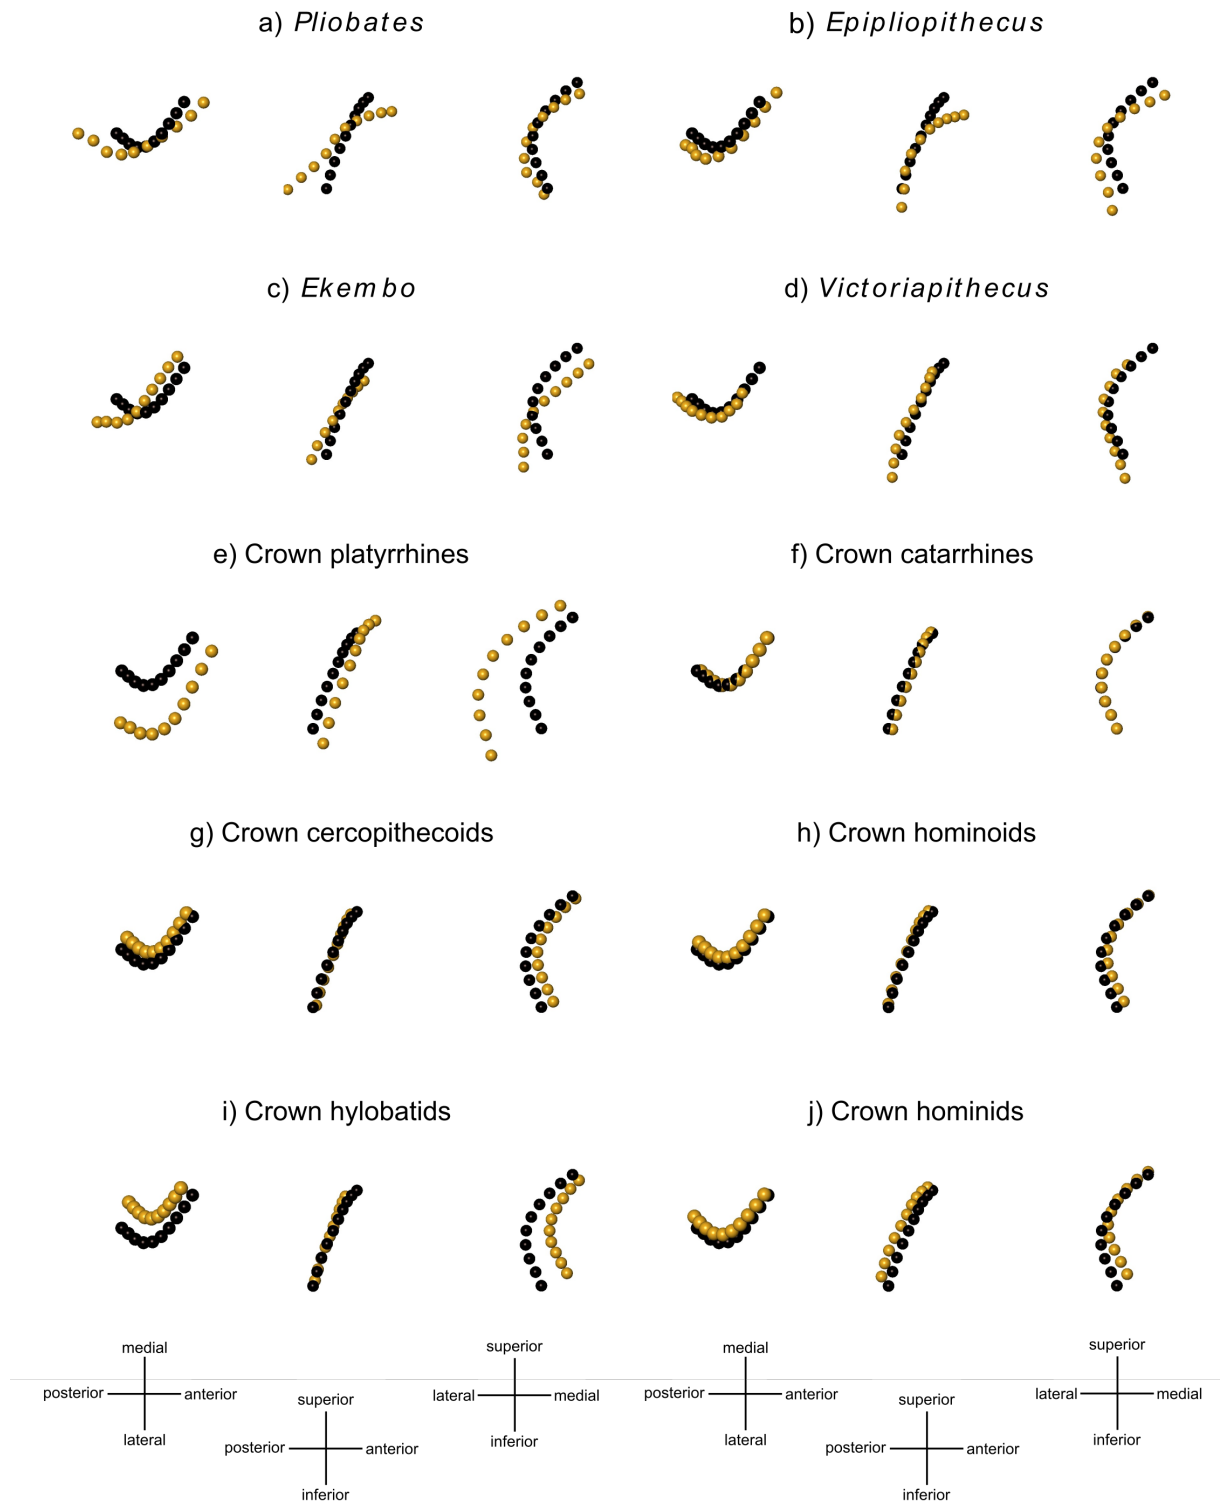 a) Pliobates
b) Epipliopithecus
c) Ekembo
d) Victoriapithecus
e) Crown platyrrhines
f) Crown catarrhines
g) Crown cercopithecoids
h) Crown hominoids
i) Crown hylobatids
j) Crown hominids
medial
posterior anterior
lateral
superior
posterior anterior
inferior
superior
lateral medial
inferior
medial
posterior anterior
lateral
superior
posterior anterior
inferior
superior
lateral medial
inferior